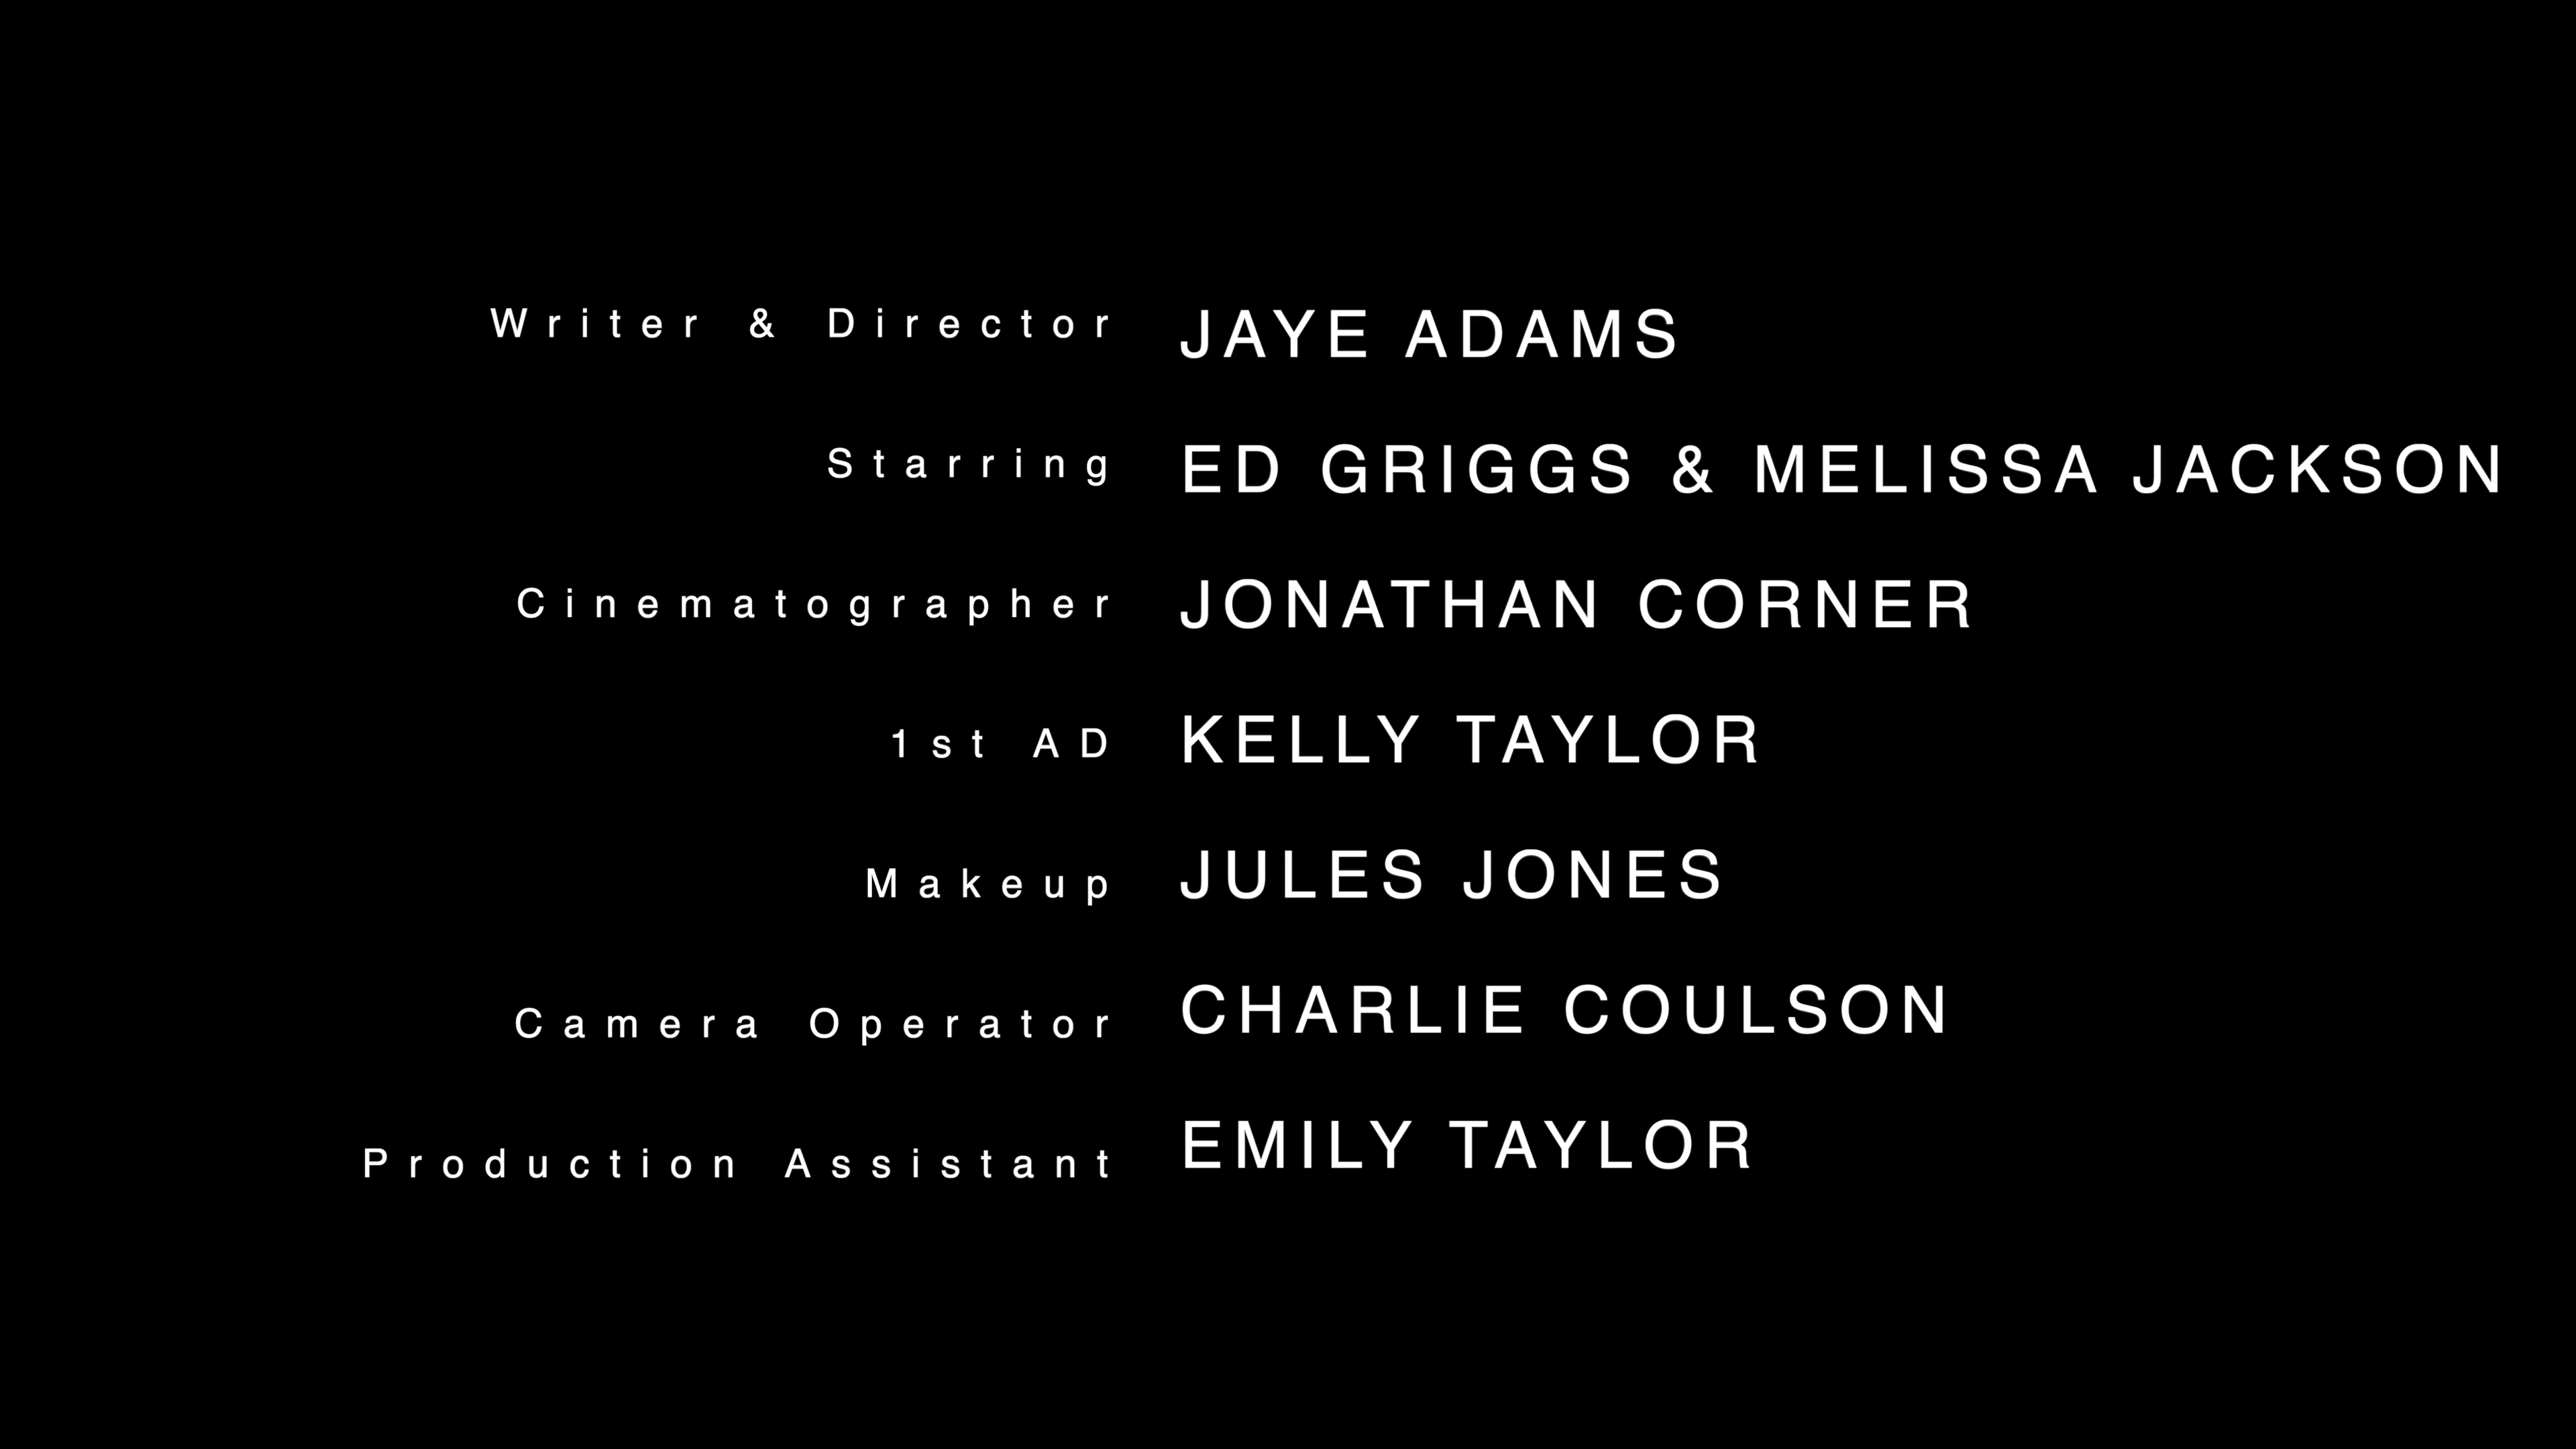 Writer & Director JAYE ADAMS
Starring ED GRIGGS & MELISSA JACKSON
Cinematographer JONATHAN CORNER
1st AD KELLY TAYLOR
Makeup JULES JONES
Camera Operator CHARLIE COULSON
Production Assistant EMILY TAYLOR